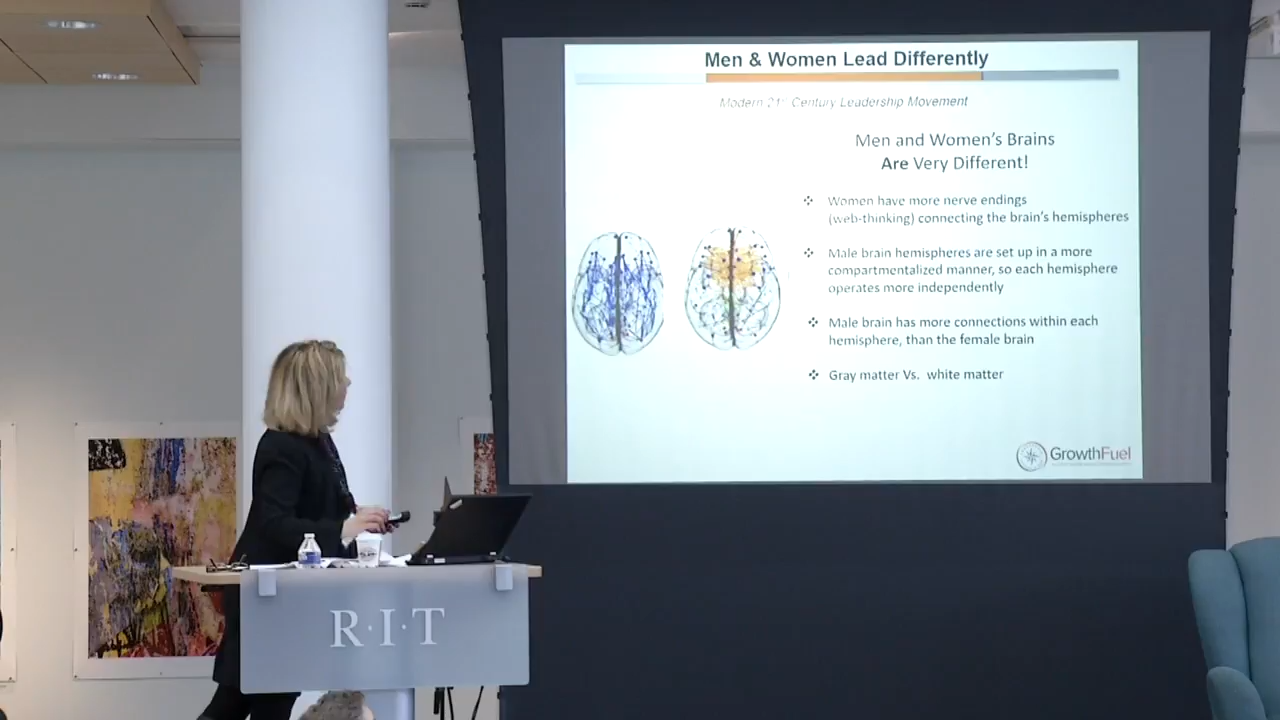 Men & Women Lead Differently
Modern 21st Century Leadership Movement
Men and Women's Brains
Are Very Different!
Women have more nerve endings
(web-thinking) connecting the brain's hemispheres
Male brain hemispheres are set up in a more
compartmentalized manner, so each hemisphere
operates more independently
Male brain has more connections within each
hemisphere, than the female brain
Gray matter Vs. white matter
GrowthFuel
R·I·T